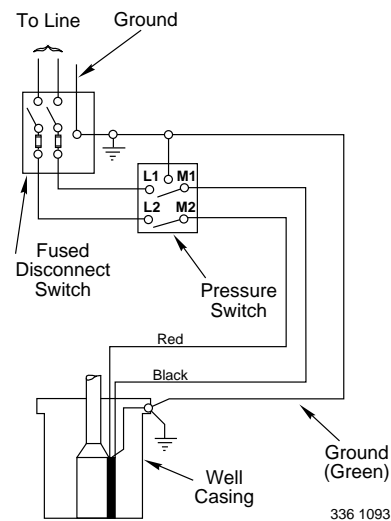 To Line
Ground
L1 M1
L2 M2
Fused
Disconnect
Switch
Pressure
Switch
Red
Black
Ground
(Green)
Well
Casing
336 1093